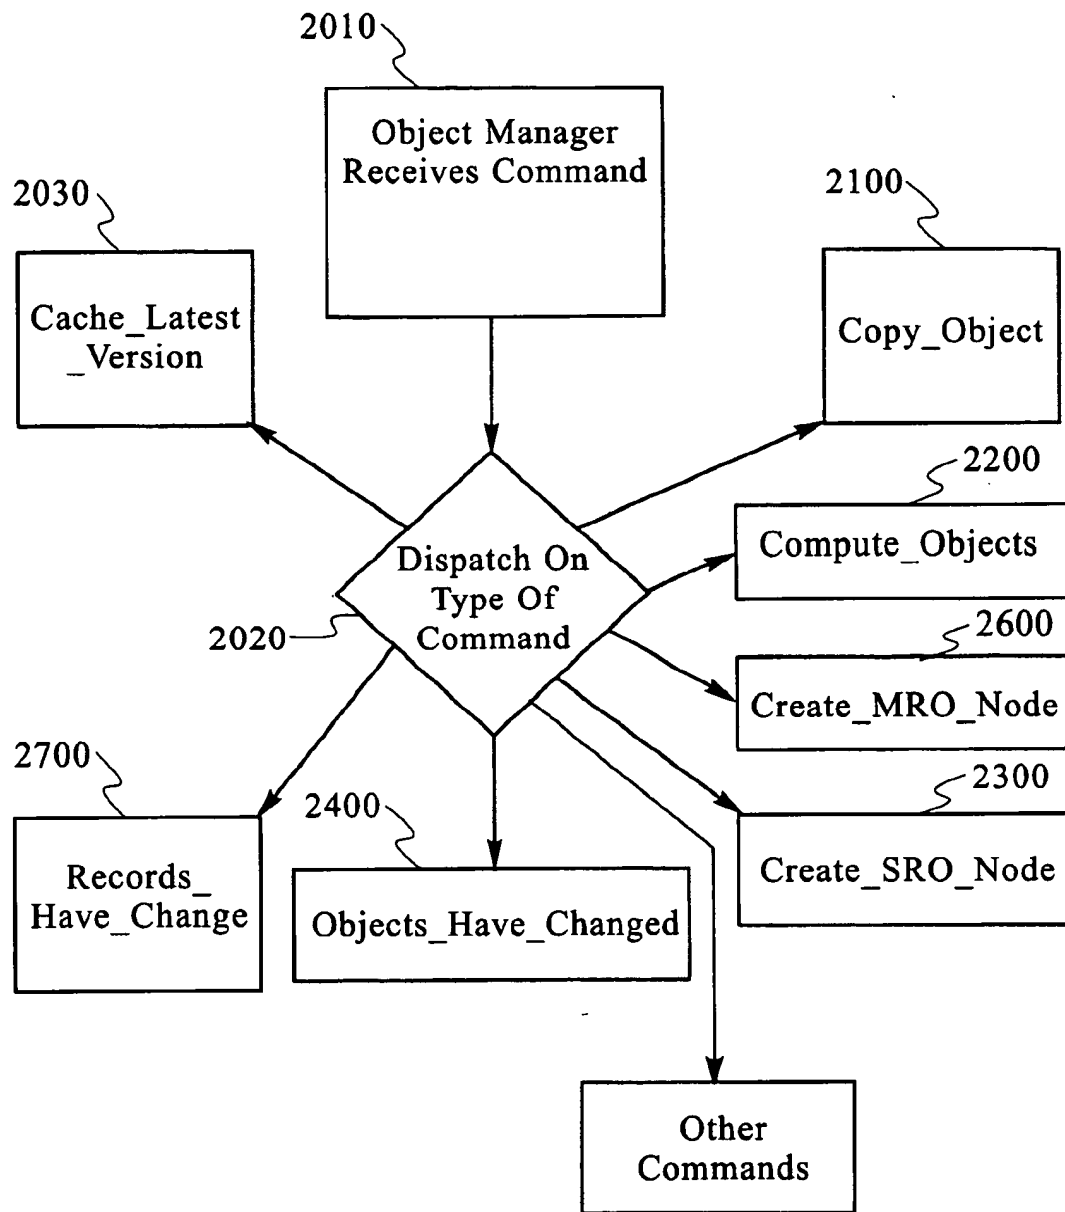 2010
Object Manager
Receives Command
2030
Cache_Latest
_Version
2100
Copy_Object
2200
Compute_Objects
Dispatch On
Type Of
Command
2020
2600
Create_MRO_Node
2700
Records_
Have_Change
2400
Objects_Have_Changed
2300
Create_SRO_Node
Other
Commands